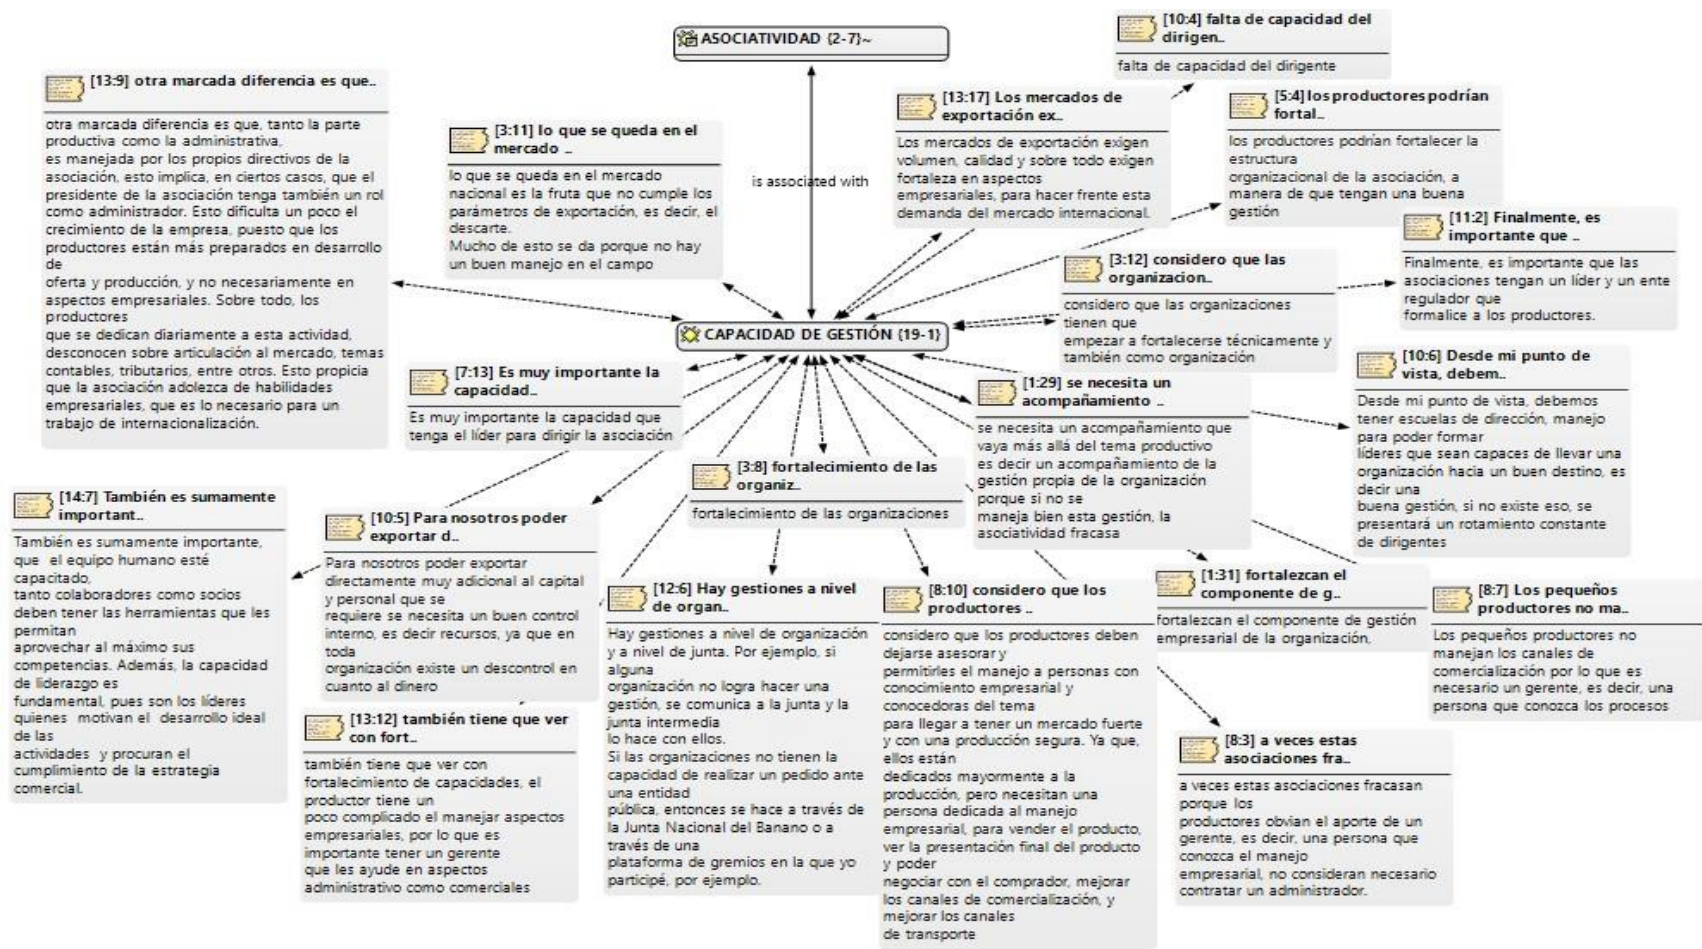 ASOCIATIVIDAD {2-7}~
is associated with
CAPACIDAD DE GESTIÓN {19-1}
[13:9] otra marcada diferencia es que..
otra marcada diferencia es que, tanto la parte
productiva como la administrativa,
es manejada por los propios directivos de la
asociación, esto implica, en ciertos casos, que el
presidente de la asociación tenga también un rol
como administrador. Esto dificulta un poco el
crecimiento de la empresa, puesto que los
productores están más preparados en desarrollo
de
oferta y producción, y no necesariamente en
aspectos empresariales. Sobre todo, los
productores
que se dedican diariamente a esta actividad,
desconocen sobre articulación al mercado, temas
contables, tributarios, entre otros. Esto propicia
que la asociación adolezca de habilidades
empresariales, que es lo necesario para un
trabajo de internacionalización.
[3:11] lo que se queda en el
mercado ..
lo que se queda en el mercado
nacional es la fruta que no cumple los
parámetros de exportación, es decir, el
descarte.
Mucho de esto se da porque no hay
un buen manejo en el campo
[13:17] Los mercados de
exportación ex..
Los mercados de exportación exigen
volumen, calidad y sobre todo exigen
fortaleza en aspectos
empresariales, para hacer frente esta
demanda del mercado internacional.
[10:4] falta de capacidad del
dirigen..
falta de capacidad del dirigente
[5:4] los productores podrían
fortal..
los productores podrían fortalecer la
estructura
organizacional de la asociación, a
manera de que tengan una buena
gestión
[11:2] Finalmente, es
importante que ..
Finalmente, es importante que las
asociaciones tengan un líder y un ente
regulador que
formalice a los productores.
[3:12] considero que las
organizacion..
considero que las organizaciones
tienen que
empezar a fortalecerse técnicamente y
también como organización
[7:13] Es muy importante la
capacidad..
Es muy importante la capacidad que
tenga el líder para dirigir la asociación
[1:29] se necesita un
acompañamiento ..
se necesita un acompañamiento que
vaya más allá del tema productivo
es decir un acompañamiento de la
gestión propia de la organización
porque si no se
maneja bien esta gestión, la
asociatividad fracasa
[10:6] Desde mi punto de
vista, debem..
Desde mi punto de vista, debemos
tener escuelas de dirección, manejo
para poder formar
líderes que sean capaces de llevar una
organización hacia un buen destino, es
decir una
buena gestión, si no existe eso, se
presentará un rotamiento constante
de dirigentes
[3:8] fortalecimiento de las
organiz..
fortalecimiento de las organizaciones
[14:7] También es sumamente
important..
También es sumamente importante,
que el equipo humano esté
capacitado,
tanto colaboradores como socios
deben tener las herramientas que les
permitan
aprovechar al máximo sus
competencias. Además, la capacidad
de liderazgo es
fundamental, pues son los líderes
quienes motivan el desarrollo ideal
de las
actividades y procuran el
cumplimiento de la estrategia
comercial.
[10:5] Para nosotros poder
exportar d..
Para nosotros poder exportar
directamente muy adicional al capital
y personal que se
requiere se necesita un buen control
interno, es decir recursos, ya que en
toda
organización existe un descontrol en
cuanto al dinero
[13:12] también tiene que ver
con fort..
también tiene que ver con
fortalecimiento de capacidades, el
productor tiene un
poco complicado el manejar aspectos
empresariales, por lo que es
importante tener un gerente
que les ayude en aspectos
administrativo como comerciales
[12:6] Hay gestiones a nivel
de organ..
Hay gestiones a nivel de organización
y a nivel de junta. Por ejemplo, si
alguna
organización no logra hacer una
gestión, se comunica a la junta y la
junta intermedia
lo hace con ellos.
Si las organizaciones no tienen la
capacidad de realizar un pedido ante
una entidad
pública, entonces se hace a través de
la Junta Nacional del Banano o a
través de una
plataforma de gremios en la que yo
participé, por ejemplo.
[8:10] considero que los
productores ..
considero que los productores deben
dejarse asesorar y
permitirles el manejo a personas con
conocimiento empresarial y
conocedoras del tema
para llegar a tener un mercado fuerte
y con una producción segura. Ya que,
ellos están
dedicados mayormente a la
producción, pero necesitan una
persona dedicada al manejo
empresarial, para vender el producto,
ver la presentación final del producto
y poder
negociar con el comprador, mejorar
los canales de comercialización, y
mejorar los canales
de transporte
[1:31] fortalezcan el
componente de g..
fortalezcan el componente de gestión
empresarial de la organización.
[8:7] Los pequeños
productores no ma..
Los pequeños productores no
manejan los canales de
comercialización por lo que es
necesario un gerente, es decir, una
persona que conozca los procesos
[8:3] a veces estas
asociaciones fra..
a veces estas asociaciones fracasan
porque los
productores obvian el aporte de un
gerente, es decir, una persona que
conozca el manejo
empresarial, no consideran necesario
contratar un administrador.